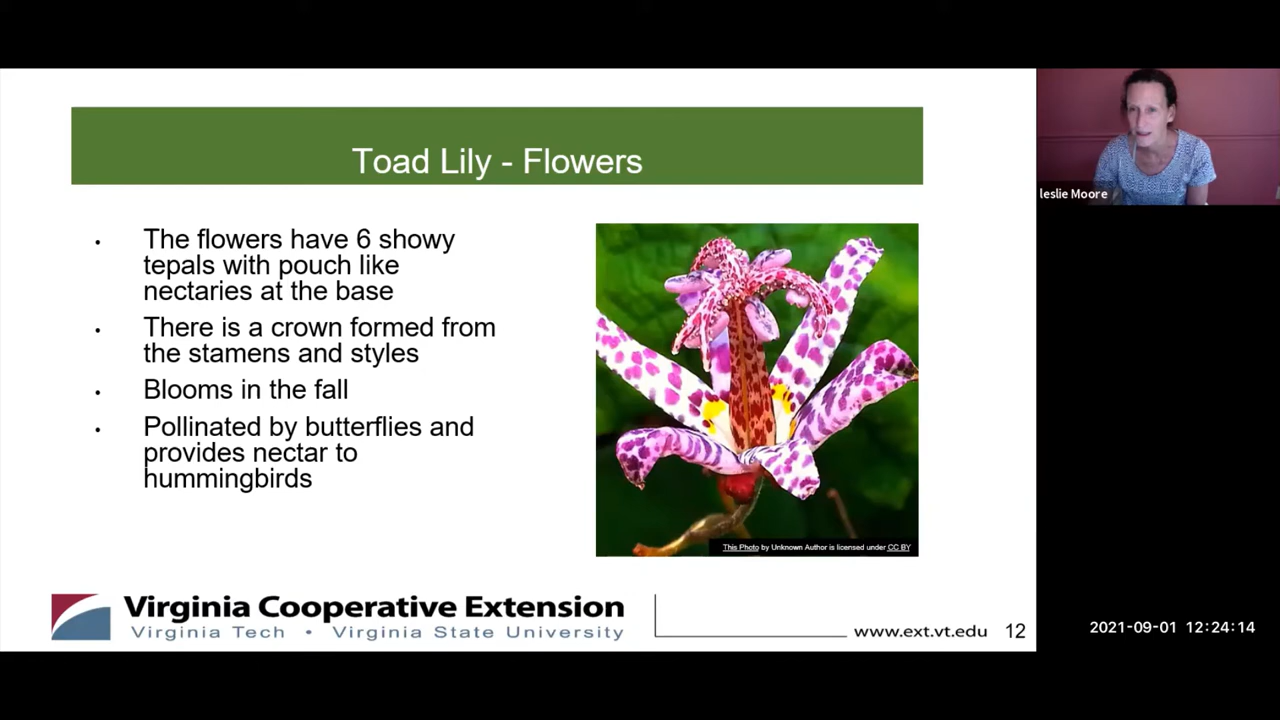 Toad Lily - Flowers
leslie Moore
• The flowers have 6 showy
tepals with pouch like
nectaries at the base
• There is a crown formed from
the stamens and styles
• Blooms in the fall
• Pollinated by butterflies and
provides nectar to
hummingbirds
This Photo by Unknown Author is licensed under CC BY
Virginia Cooperative Extension
Virginia Tech • Virginia State University
www.ext.vt.edu 12
2021-09-01 12:24:14